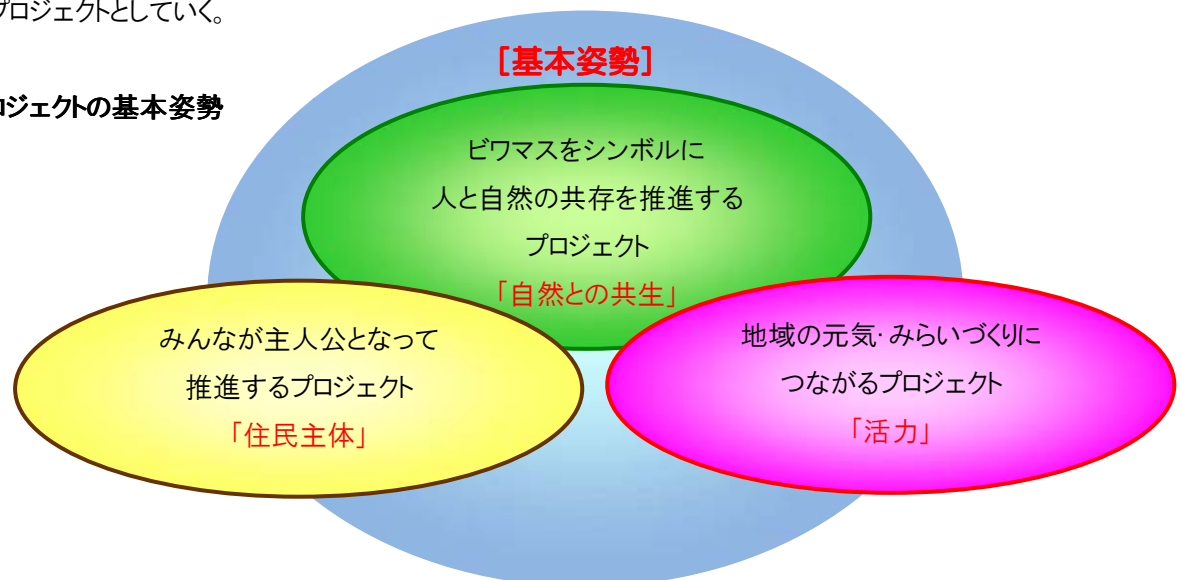 プロジェクトとしていく。
ロジェクトの基本姿勢
［基本姿勢］
ビワマスをシンボルに
人と自然の共存を推進する
プロジェクト
「自然との共生」
みんなが主人公となって
推進するプロジェクト
「住民主体」
地域の元気・みらいづくりに
つながるプロジェクト
「活力」